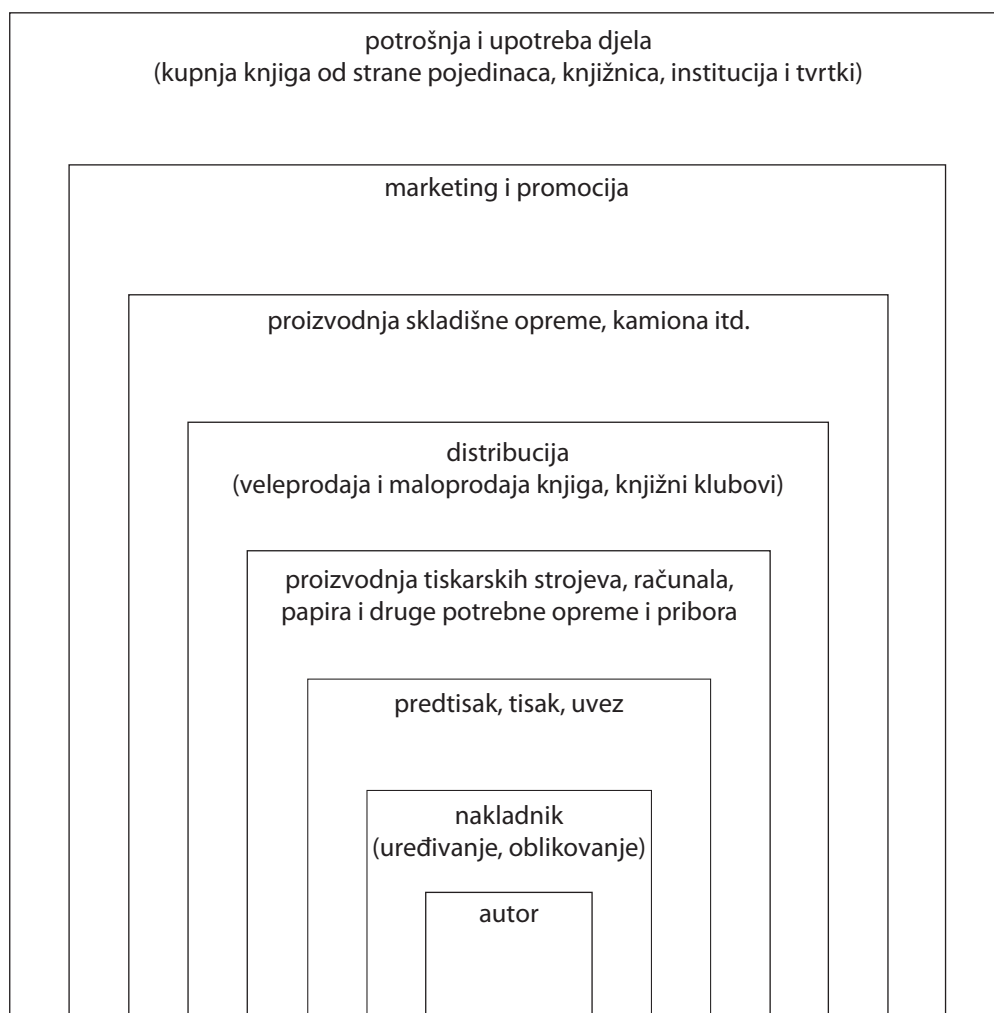 potrošnja i upotreba djela
(kupnja knjiga od strane pojedinaca, knjižnica, institucija i tvrtki)
marketing i promocija
proizvodnja skladišne opreme, kamiona itd.
distribucija
(veleprodaja i maloprodaja knjiga, knjižni klubovi)
proizvodnja tiskarskih strojeva, računala,
papira i druge potrebne opreme i pribora
predtisak, tisak, uvez
nakladnik
(uređivanje, oblikovanje)
autor